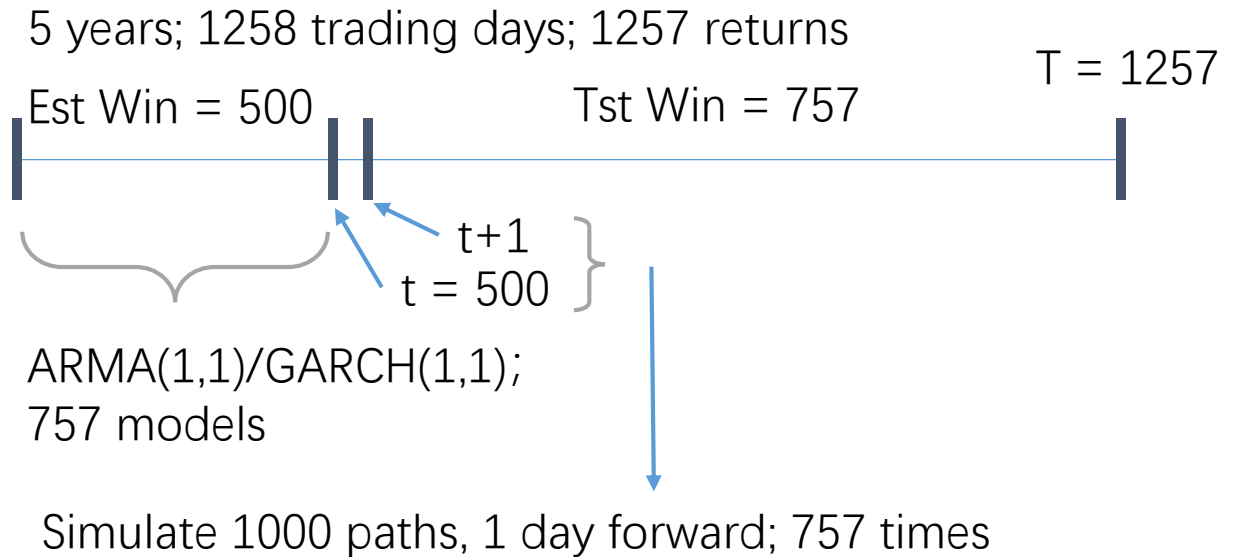 5 years; 1258 trading days; 1257 returns
T = 1257
Est Win = 500
Tst Win = 757
t+1
t = 500
ARMA(1,1)/GARCH(1,1);
757 models
Simulate 1000 paths, 1 day forward; 757 times